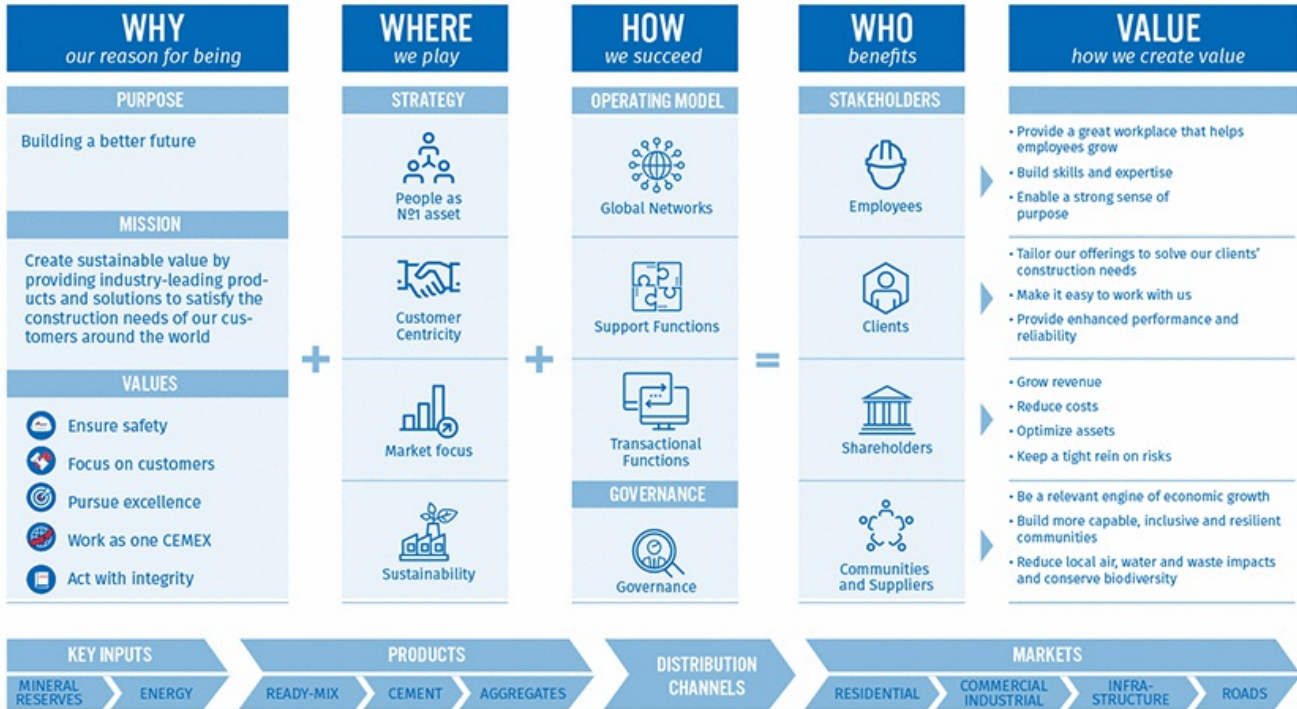 WHY
our reason for being
PURPOSE
Building a better future
MISSION
Create sustainable value by
providing industry-leading prod-
ucts and solutions to satisfy the
construction needs of our cus-
tomers around the world
VALUES
Ensure safety
Focus on customers
Pursue excellence
Work as one CEMEX
Act with integrity
+
WHERE
we play
STRATEGY
People as
Nº1 asset
Customer
Centricity
Market focus
Sustainability
+
HOW
we succeed
OPERATING MODEL
Global Networks
Support Functions
Transactional
Functions
GOVERNANCE
Governance
=
WHO
benefits
STAKEHOLDERS
Employees
Clients
Shareholders
Communities
and Suppliers
VALUE
how we create value
• Provide a great workplace that helps
employees grow
• Build skills and expertise
• Enable a strong sense of
purpose
• Tailor our offerings to solve our clients'
construction needs
• Make it easy to work with us
• Provide enhanced performance and
reliability
• Grow revenue
• Reduce costs
• Optimize assets
• Keep a tight rein on risks
• Be a relevant engine of economic growth
• Build more capable, inclusive and resilient
communities
• Reduce local air, water and waste impacts
and conserve biodiversity
KEY INPUTS
MINERAL
RESERVES
ENERGY
PRODUCTS
READY-MIX
CEMENT
AGGREGATES
DISTRIBUTION
CHANNELS
MARKETS
RESIDENTIAL
COMMERCIAL
INDUSTRIAL
INFRA-
STRUCTURE
ROADS